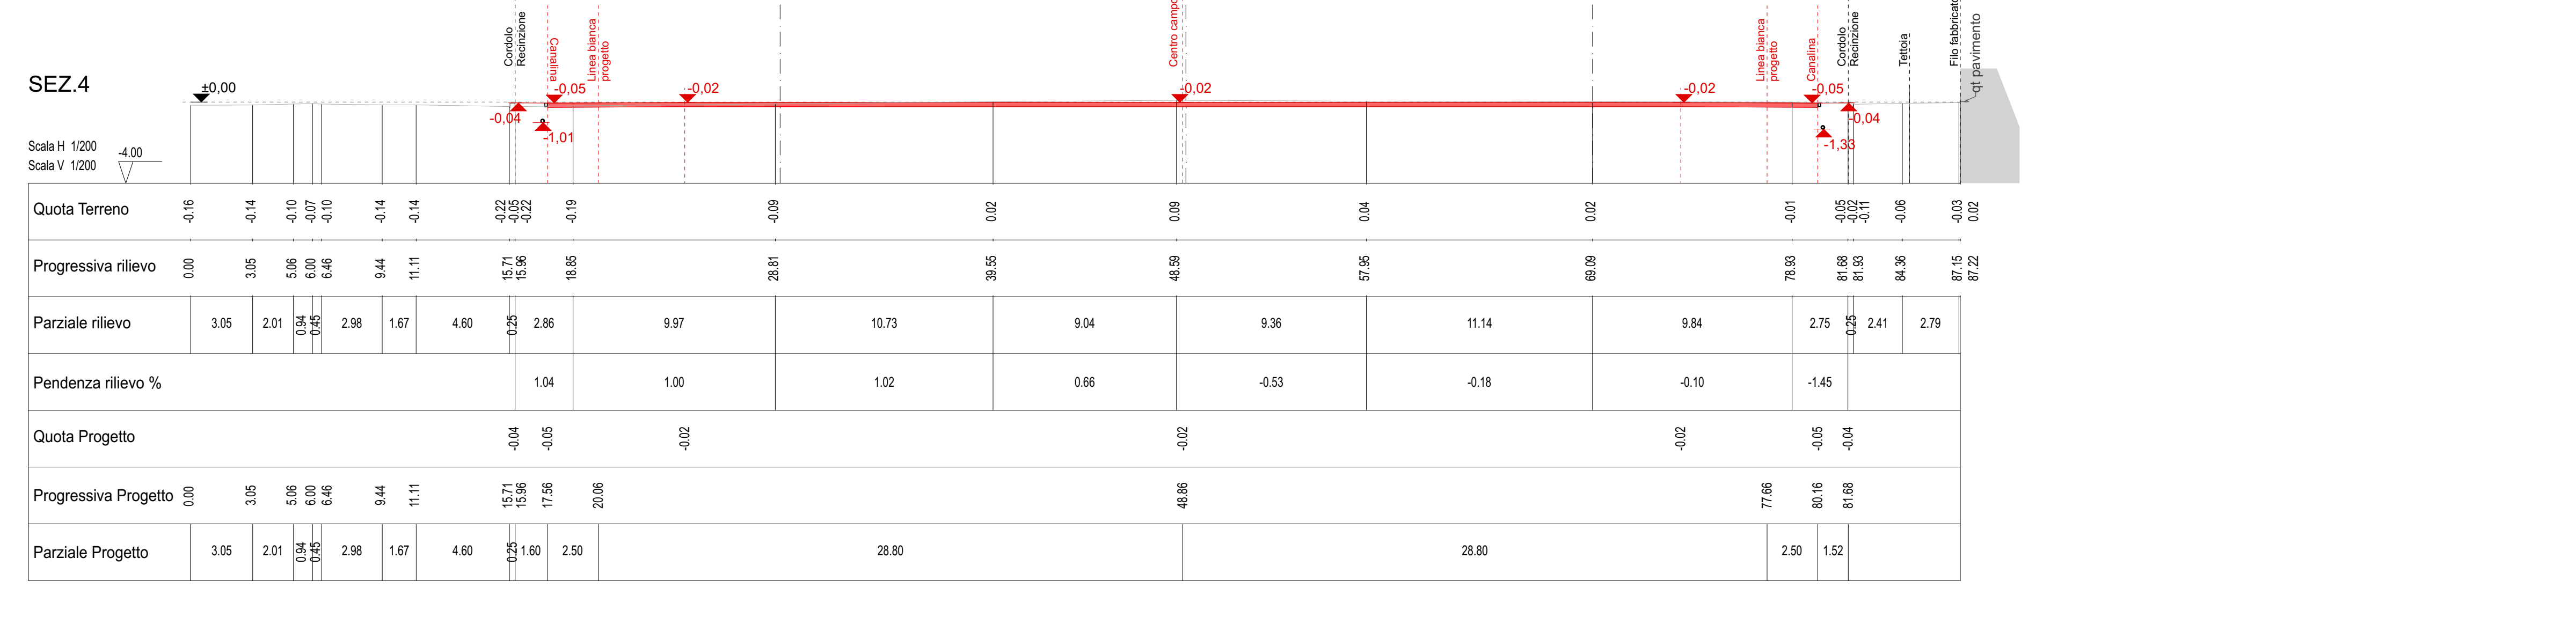 Cordolo
Recinzione
Canalina
Linea bianca
progetto
Centro campo
Linea bianca
progetto
Canalina
Cordolo
Recinzione
Tettoia
Filo fabbricato
qt pavimento
SEZ.4
±0,00
-0,05
-0,02
-0,02
-0,02
-0,05
-0,04
-1,01
-0,04
-1,33
Scala H 1/200
Scala V 1/200
-4.00
Quota Terreno -0.16 -0.14 -0.10 -0.07 -0.10 -0.14 -0.14 -0.22 -0.05 -0.22 -0.19 -0.09 0.02 0.09 0.04 0.02 -0.01 -0.05 -0.02 -0.11 -0.06 -0.03 0.02
Progressiva rilievo 0.00 3.05 5.06 6.00 6.46 9.44 11.11 15.71 15.96 18.85 28.81 39.55 48.59 57.95 69.09 78.93 81.68 81.93 84.36 87.15 87.22
Parziale rilievo 3.05 2.01 0.94 0.45 2.98 1.67 4.60 0.25 2.86 9.97 10.73 9.04 9.36 11.14 9.84 2.75 0.25 2.41 2.79
Pendenza rilievo % 1.04 1.00 1.02 0.66 -0.53 -0.18 -0.10 -1.45
Quota Progetto -0.04 -0.05 -0.02 -0.02 -0.02 -0.05 -0.04
Progressiva Progetto 0.00 3.05 5.06 6.00 6.46 9.44 11.11 15.71 15.96 17.56 20.06 48.86 77.66 80.16 81.68
Parziale Progetto 3.05 2.01 0.94 0.45 2.98 1.67 4.60 0.25 1.60 2.50 28.80 28.80 2.50 1.52